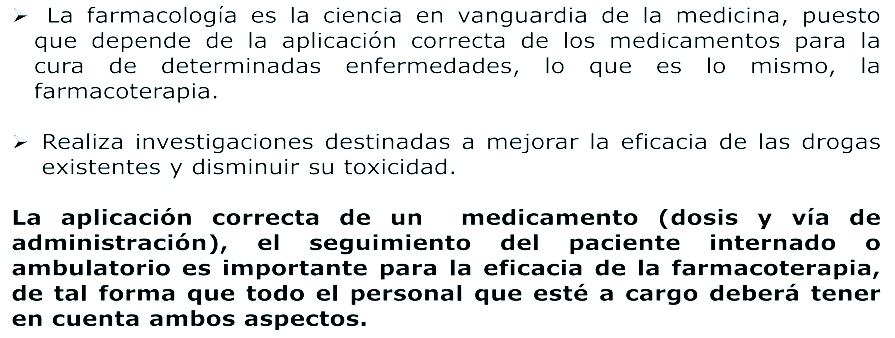 ➢ La farmacología es la ciencia en vanguardia de la medicina, puesto
que depende de la aplicación correcta de los medicamentos para la
cura de determinadas enfermedades, lo que es lo mismo, la
farmacoterapia.
➢ Realiza investigaciones destinadas a mejorar la eficacia de las drogas
existentes y disminuir su toxicidad.
La aplicación correcta de un medicamento (dosis y vía de
administración), el seguimiento del paciente internado o
ambulatorio es importante para la eficacia de la farmacoterapia,
de tal forma que todo el personal que esté a cargo deberá tener
en cuenta ambos aspectos.